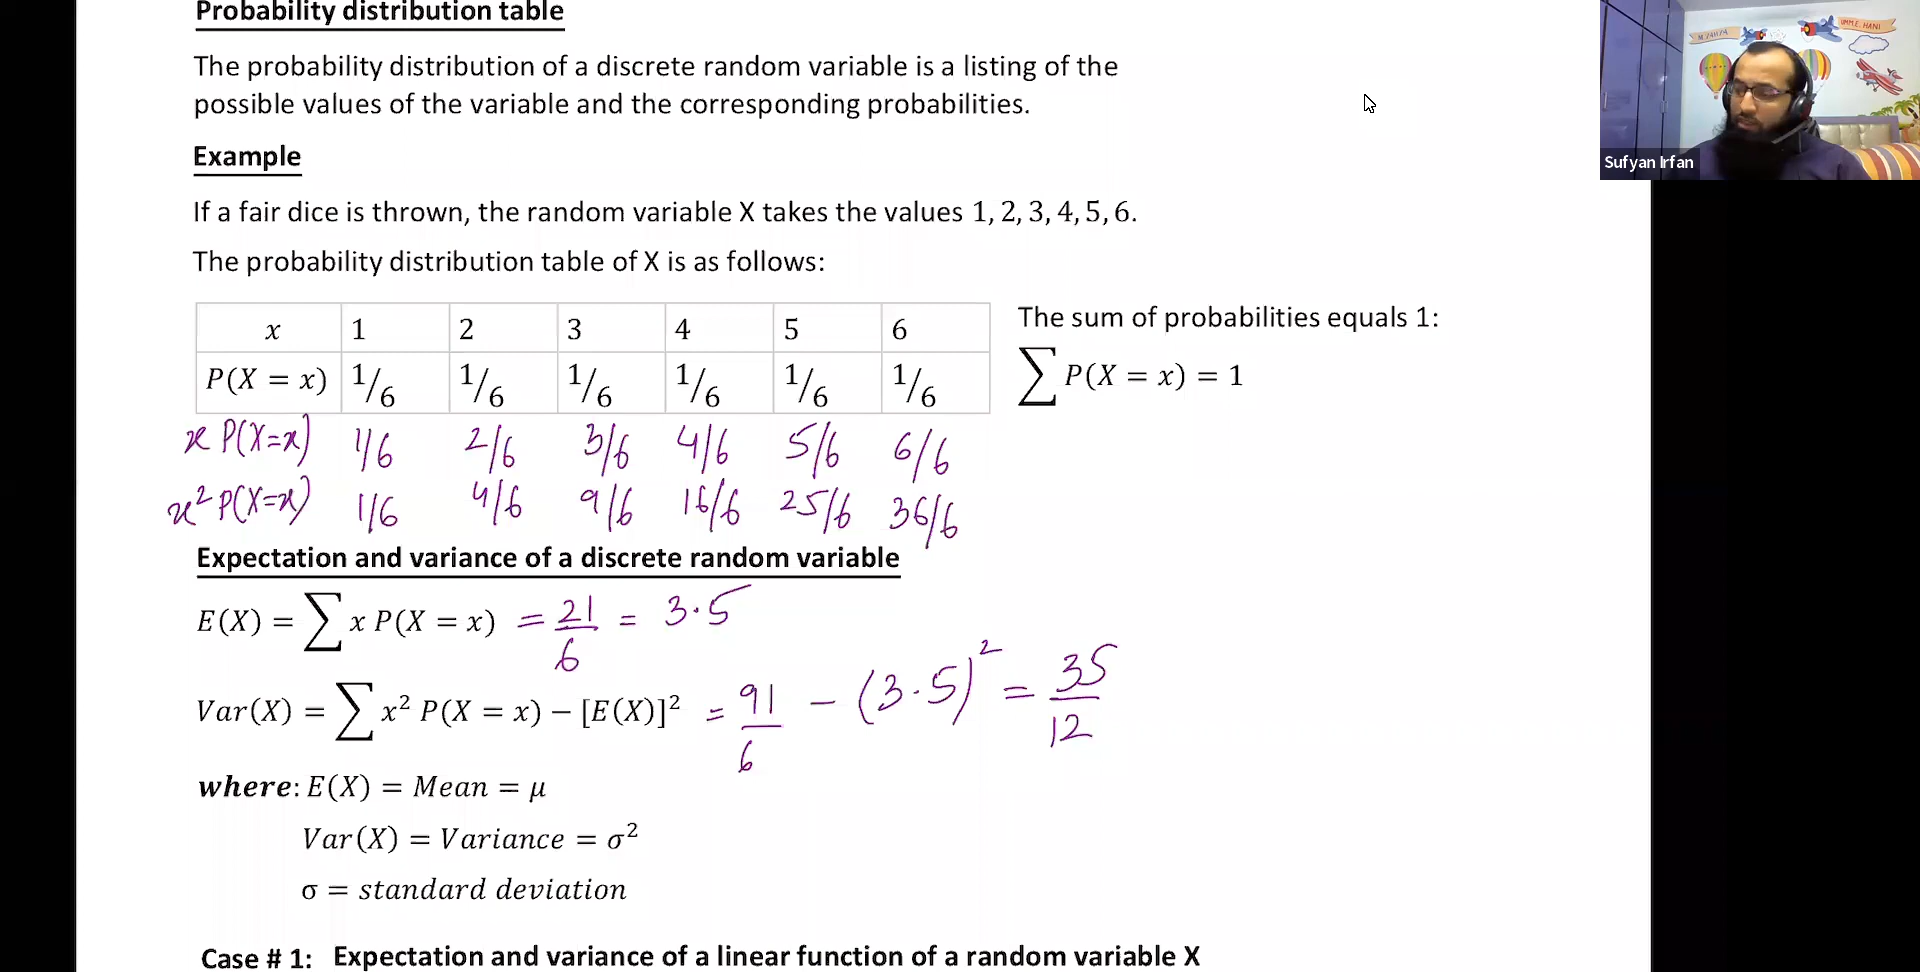 Probability distribution table
The probability distribution of a discrete random variable is a listing of the
possible values of the variable and the corresponding probabilities.
Example
If a fair dice is thrown, the random variable X takes the values 1, 2, 3, 4, 5, 6.
The probability distribution table of X is as follows:
x 1 2 3 4 5 6
P(X = x) 1/6 1/6 1/6 1/6 1/6 1/6
The sum of probabilities equals 1:
∑ P(X = x) = 1
x P(X=x) 1/6 2/6 3/6 4/6 5/6 6/6
x² P(X=x) 1/6 4/6 9/6 16/6 25/6 36/6
Expectation and variance of a discrete random variable
E(X) = ∑ x P(X = x) = 21/6 = 3.5
Var(X) = ∑ x² P(X = x) − [E(X)]² = 91/6 − (3.5)² = 35/12
where: E(X) = Mean = μ
Var(X) = Variance = σ²
σ = standard deviation
Case # 1: Expectation and variance of a linear function of a random variable X
UMM E HANI
Sufyan Irfan